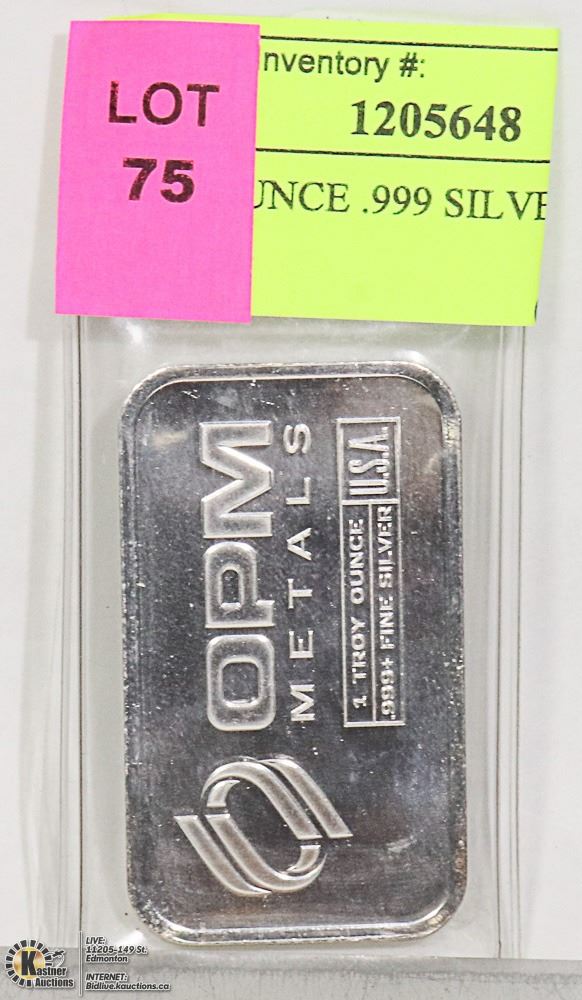 nventory #:
LOT
75
1205648
UNCE .999 SILVE
OPM
METALS
1 TROY OUNCE
.999+ FINE SILVER
U.S.A.
Kastner
Auctions
LIVE:
11205-149 St.
Edmonton
INTERNET:
Bidlive.kauctions.ca